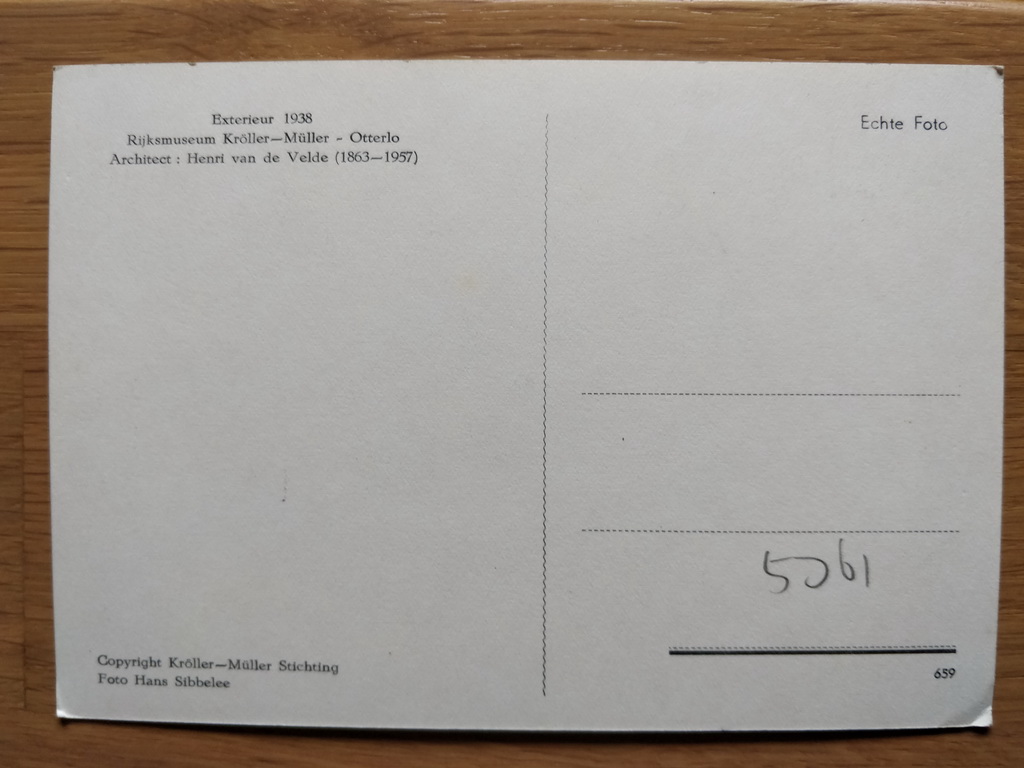 Exterieur 1938
Rijksmuseum Kröller—Müller - Otterlo
Architect : Henri van de Velde (1863—1957)
Copyright Kröller—Müller Stichting
Foto Hans Sibbelee
Echte Foto
659